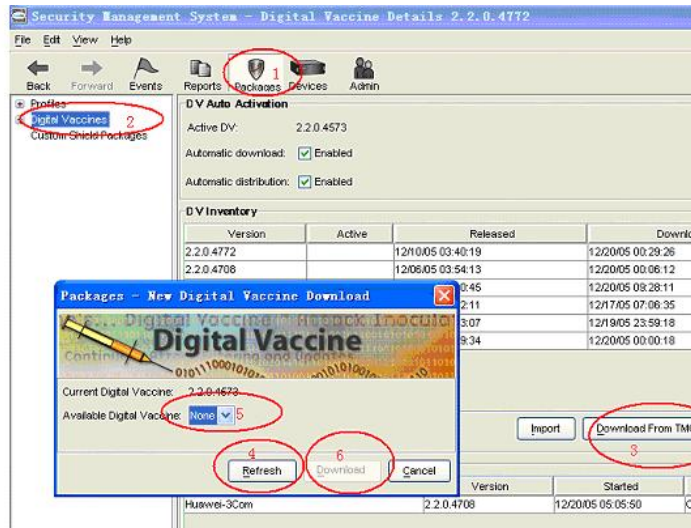 Security Management System - Digital Vaccine Details 2.2.0.4772
File Edit View Help
Back Forward Events Reports Packages Devices Admin
1
Profiles
Digital Vaccines
2
Custom Shield Packages
DV Auto Activation
Active DV: 2.2.0.4573
Automatic download: Enabled
Automatic distribution: Enabled
DV Inventory
Version Active Released Downl
2.2.0.4772 12/10/05 03:40:19 12/20/05 00:29:26
2.2.0.4708 12/06/05 03:54:13 12/20/05 00:06:12
0:45 12/20/05 09:28:11
2:11 12/17/05 07:06:35
3:07 12/19/05 23:59:18
9:34 12/20/05 00:00:18
Packages - New Digital Vaccine Download
Digital Vaccine
Current Digital Vaccine: 2.2.0.4573
Available Digital Vaccine: None
5
4
6
Refresh Download Cancel
Import Download From TMC
3
Version Started
Huawei-3Com 2.2.0.4708 12/20/05 05:05:50